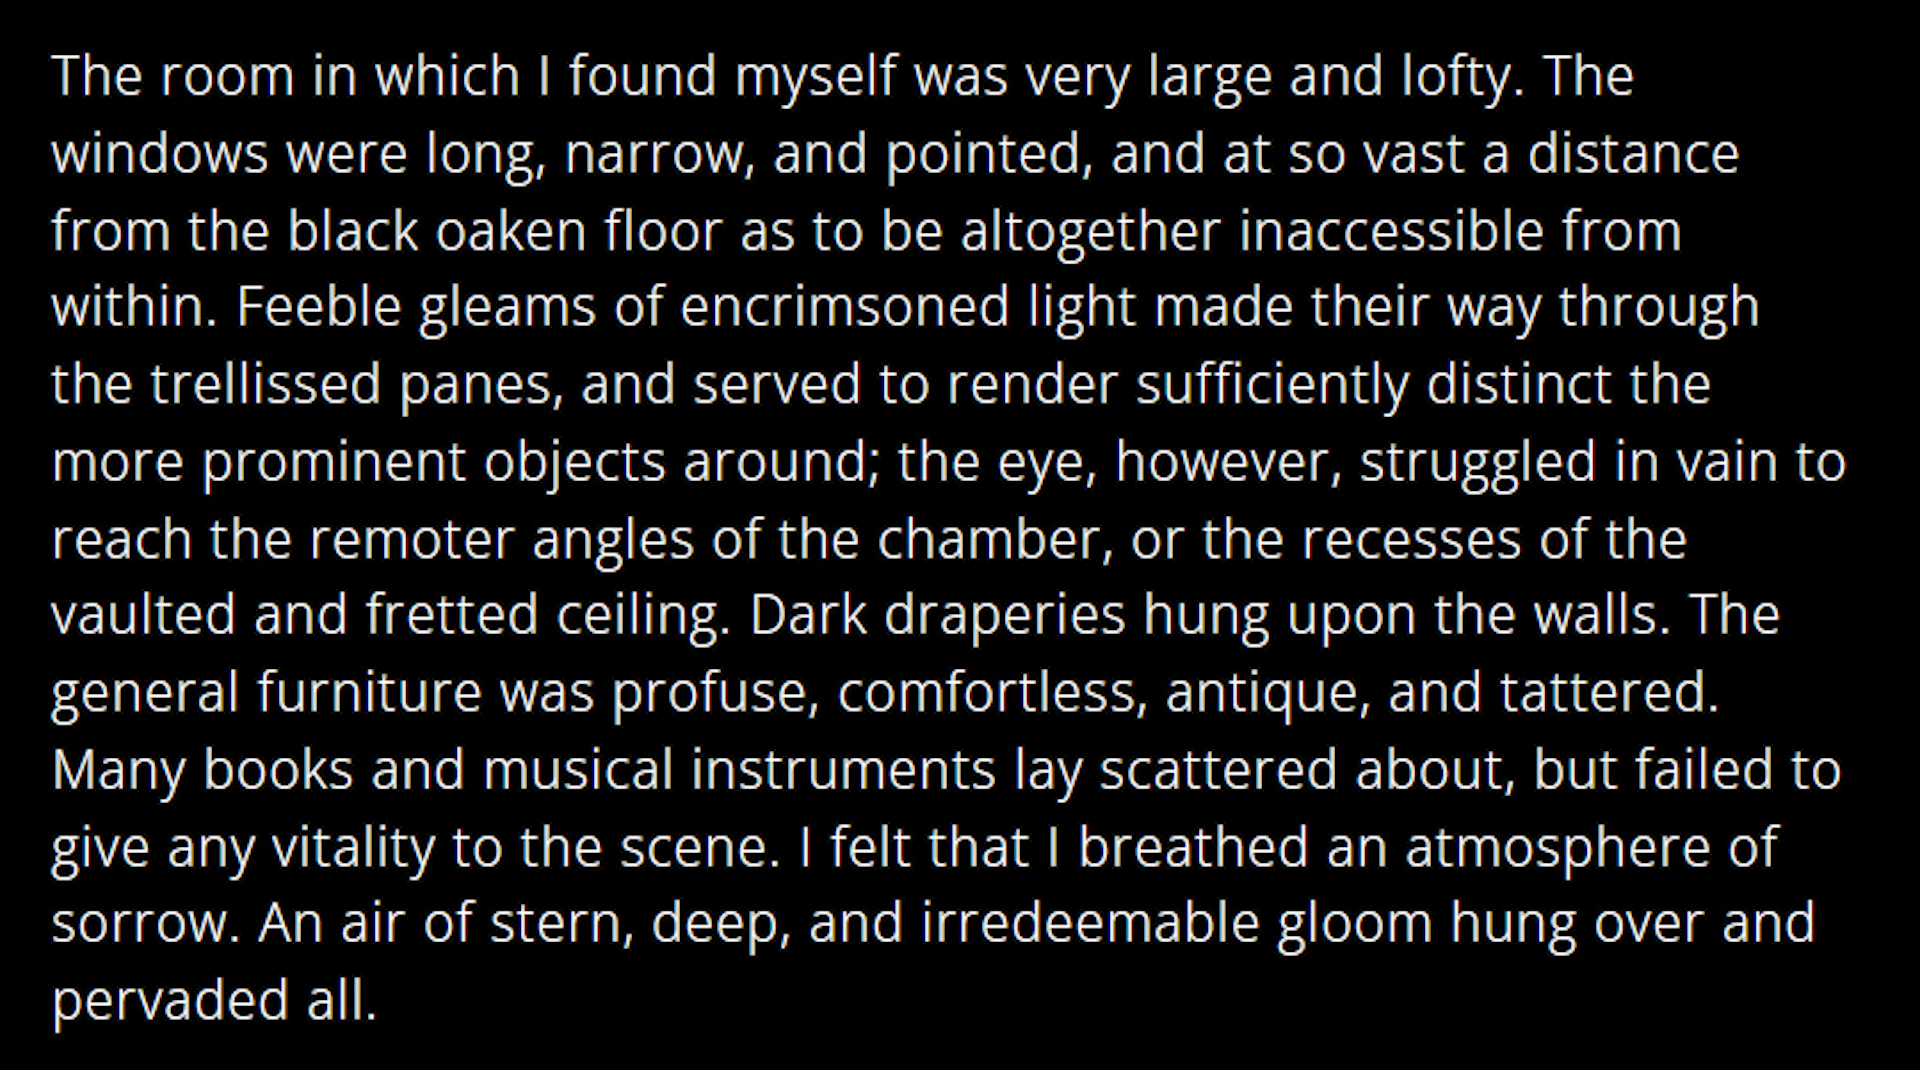 The room in which I found myself was very large and lofty. The
windows were long, narrow, and pointed, and at so vast a distance
from the black oaken floor as to be altogether inaccessible from
within. Feeble gleams of encrimsoned light made their way through
the trellissed panes, and served to render sufficiently distinct the
more prominent objects around; the eye, however, struggled in vain to
reach the remoter angles of the chamber, or the recesses of the
vaulted and fretted ceiling. Dark draperies hung upon the walls. The
general furniture was profuse, comfortless, antique, and tattered.
Many books and musical instruments lay scattered about, but failed to
give any vitality to the scene. I felt that I breathed an atmosphere of
sorrow. An air of stern, deep, and irredeemable gloom hung over and
pervaded all.